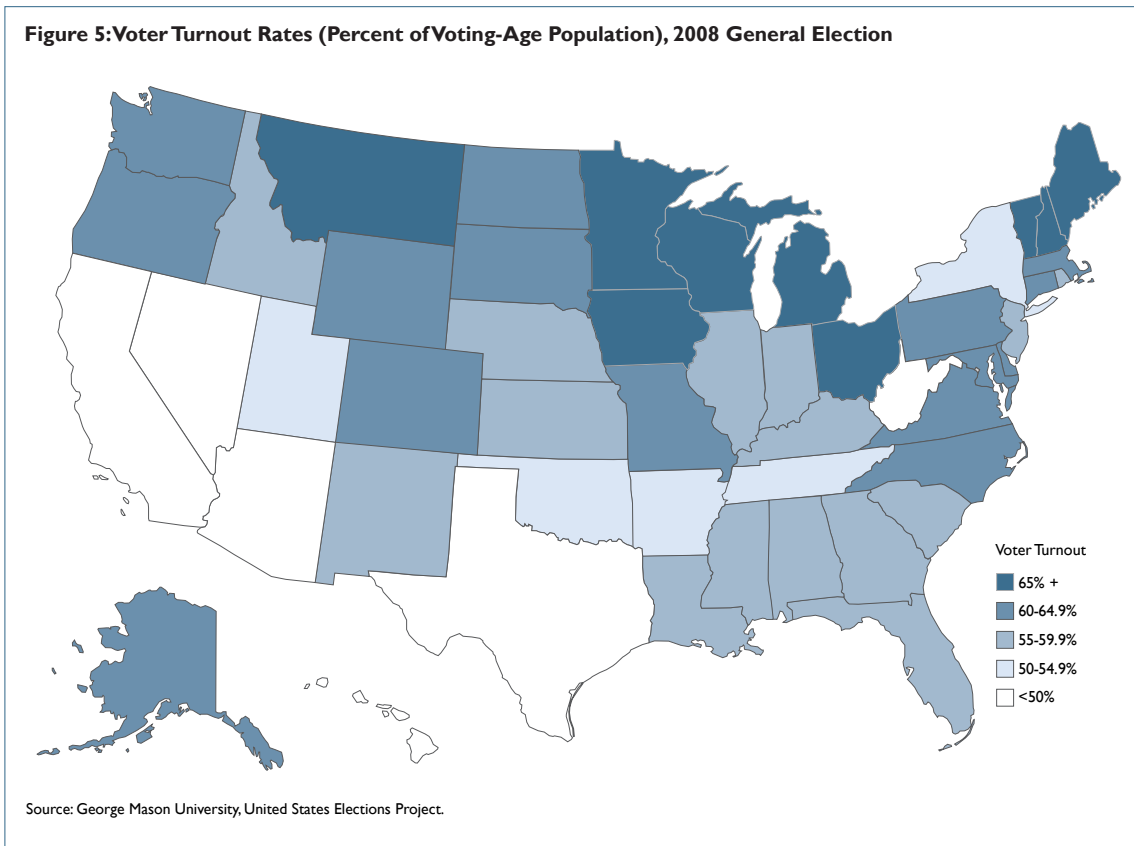 Figure 5: Voter Turnout Rates (Percent of Voting-Age Population), 2008 General Election
Voter Turnout
65% +
60-64.9%
55-59.9%
50-54.9%
<50%
Source: George Mason University, United States Elections Project.